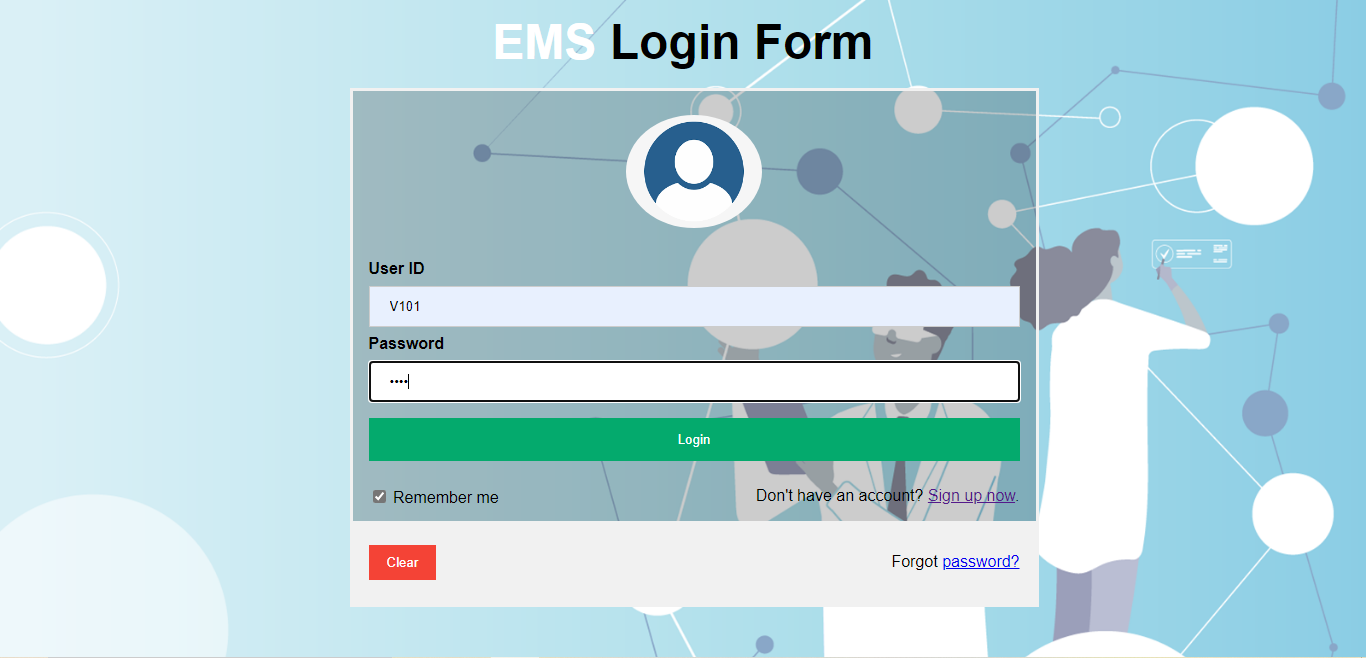 EMS Login Form
User ID
V101
Password
••••
Login
Remember me
Don't have an account? Sign up now.
Clear
Forgot password?